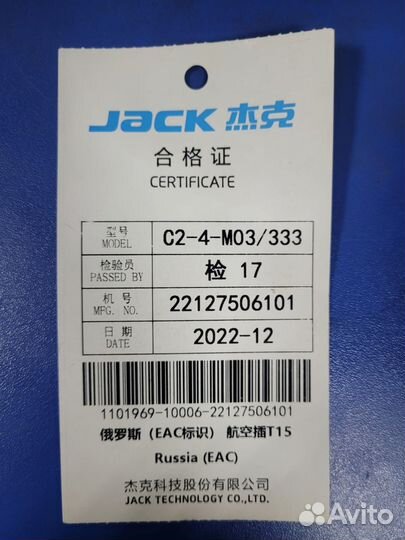 JACK 杰克
合格证
CERTIFICATE
型号 MODEL C2-4-M03/333
检验员 PASSED BY 检 17
机号 MFG. NO. 22127506101
日期 DATE 2022-12
1101969-10006-22127506101
俄罗斯（EAC标识） 航空插T15
Russia (EAC)
杰克科技股份有限公司
JACK TECHNOLOGY CO.,LTD.
Avito